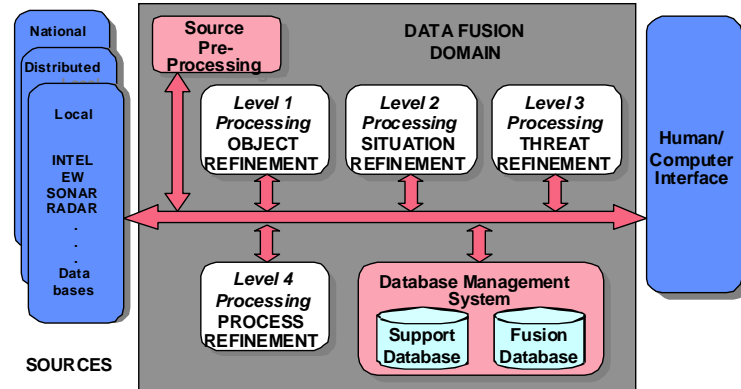 National
Distributed
Local
INTEL
EW
SONAR
RADAR
.
.
.
Data
bases
SOURCES
Source
Pre-
Processing
DATA FUSION
DOMAIN
Level 1
Processing
OBJECT
REFINEMENT
Level 2
Processing
SITUATION
REFINEMENT
Level 3
Processing
THREAT
REFINEMENT
Level 4
Processing
PROCESS
REFINEMENT
Database Management
System
Support
Database
Fusion
Database
Human/
Computer
Interface